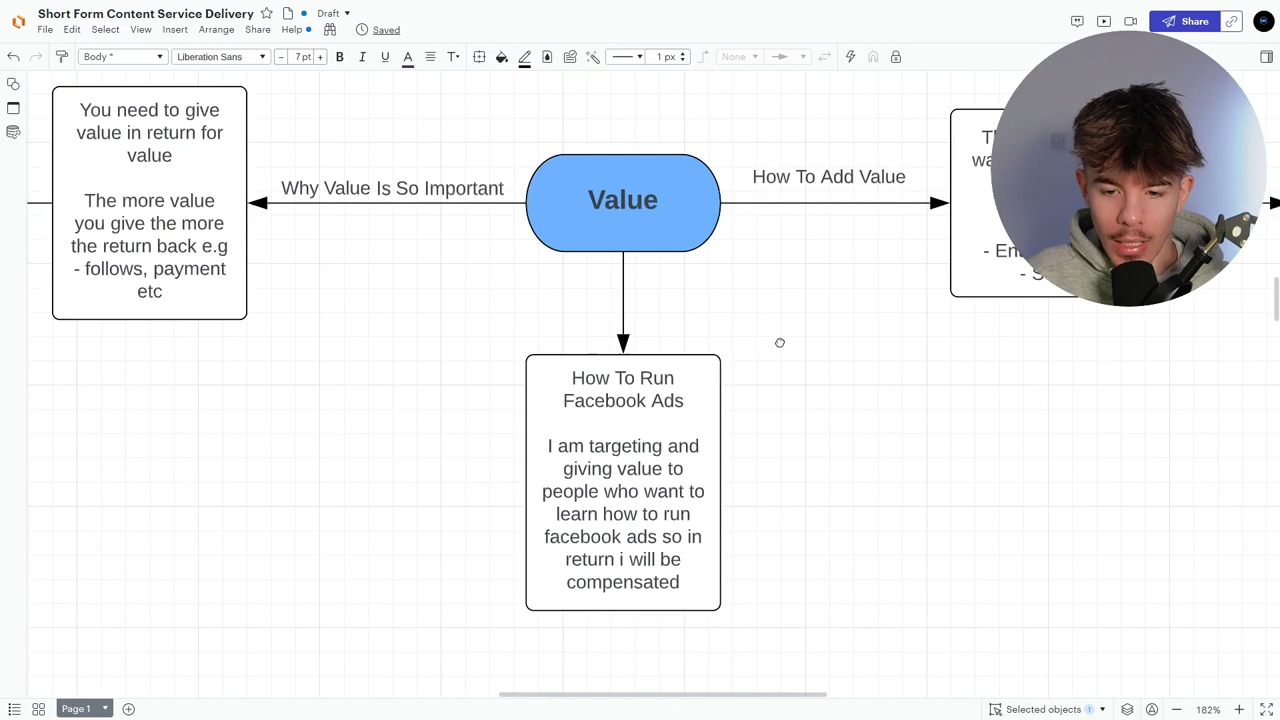 Short Form Content Service Delivery
Draft
File Edit Select View Insert Arrange Share Help
Saved
Share
Body *
Liberation Sans
7 pt
B I U A T
1 px
None
You need to give
value in return for
value
The more value
you give the more
the return back e.g
- follows, payment
etc
Why Value Is So Important
Value
How To Add Value
- S
How To Run
Facebook Ads
I am targeting and
giving value to
people who want to
learn how to run
facebook ads so in
return i will be
compensated
Page 1
Selected objects 1
182%